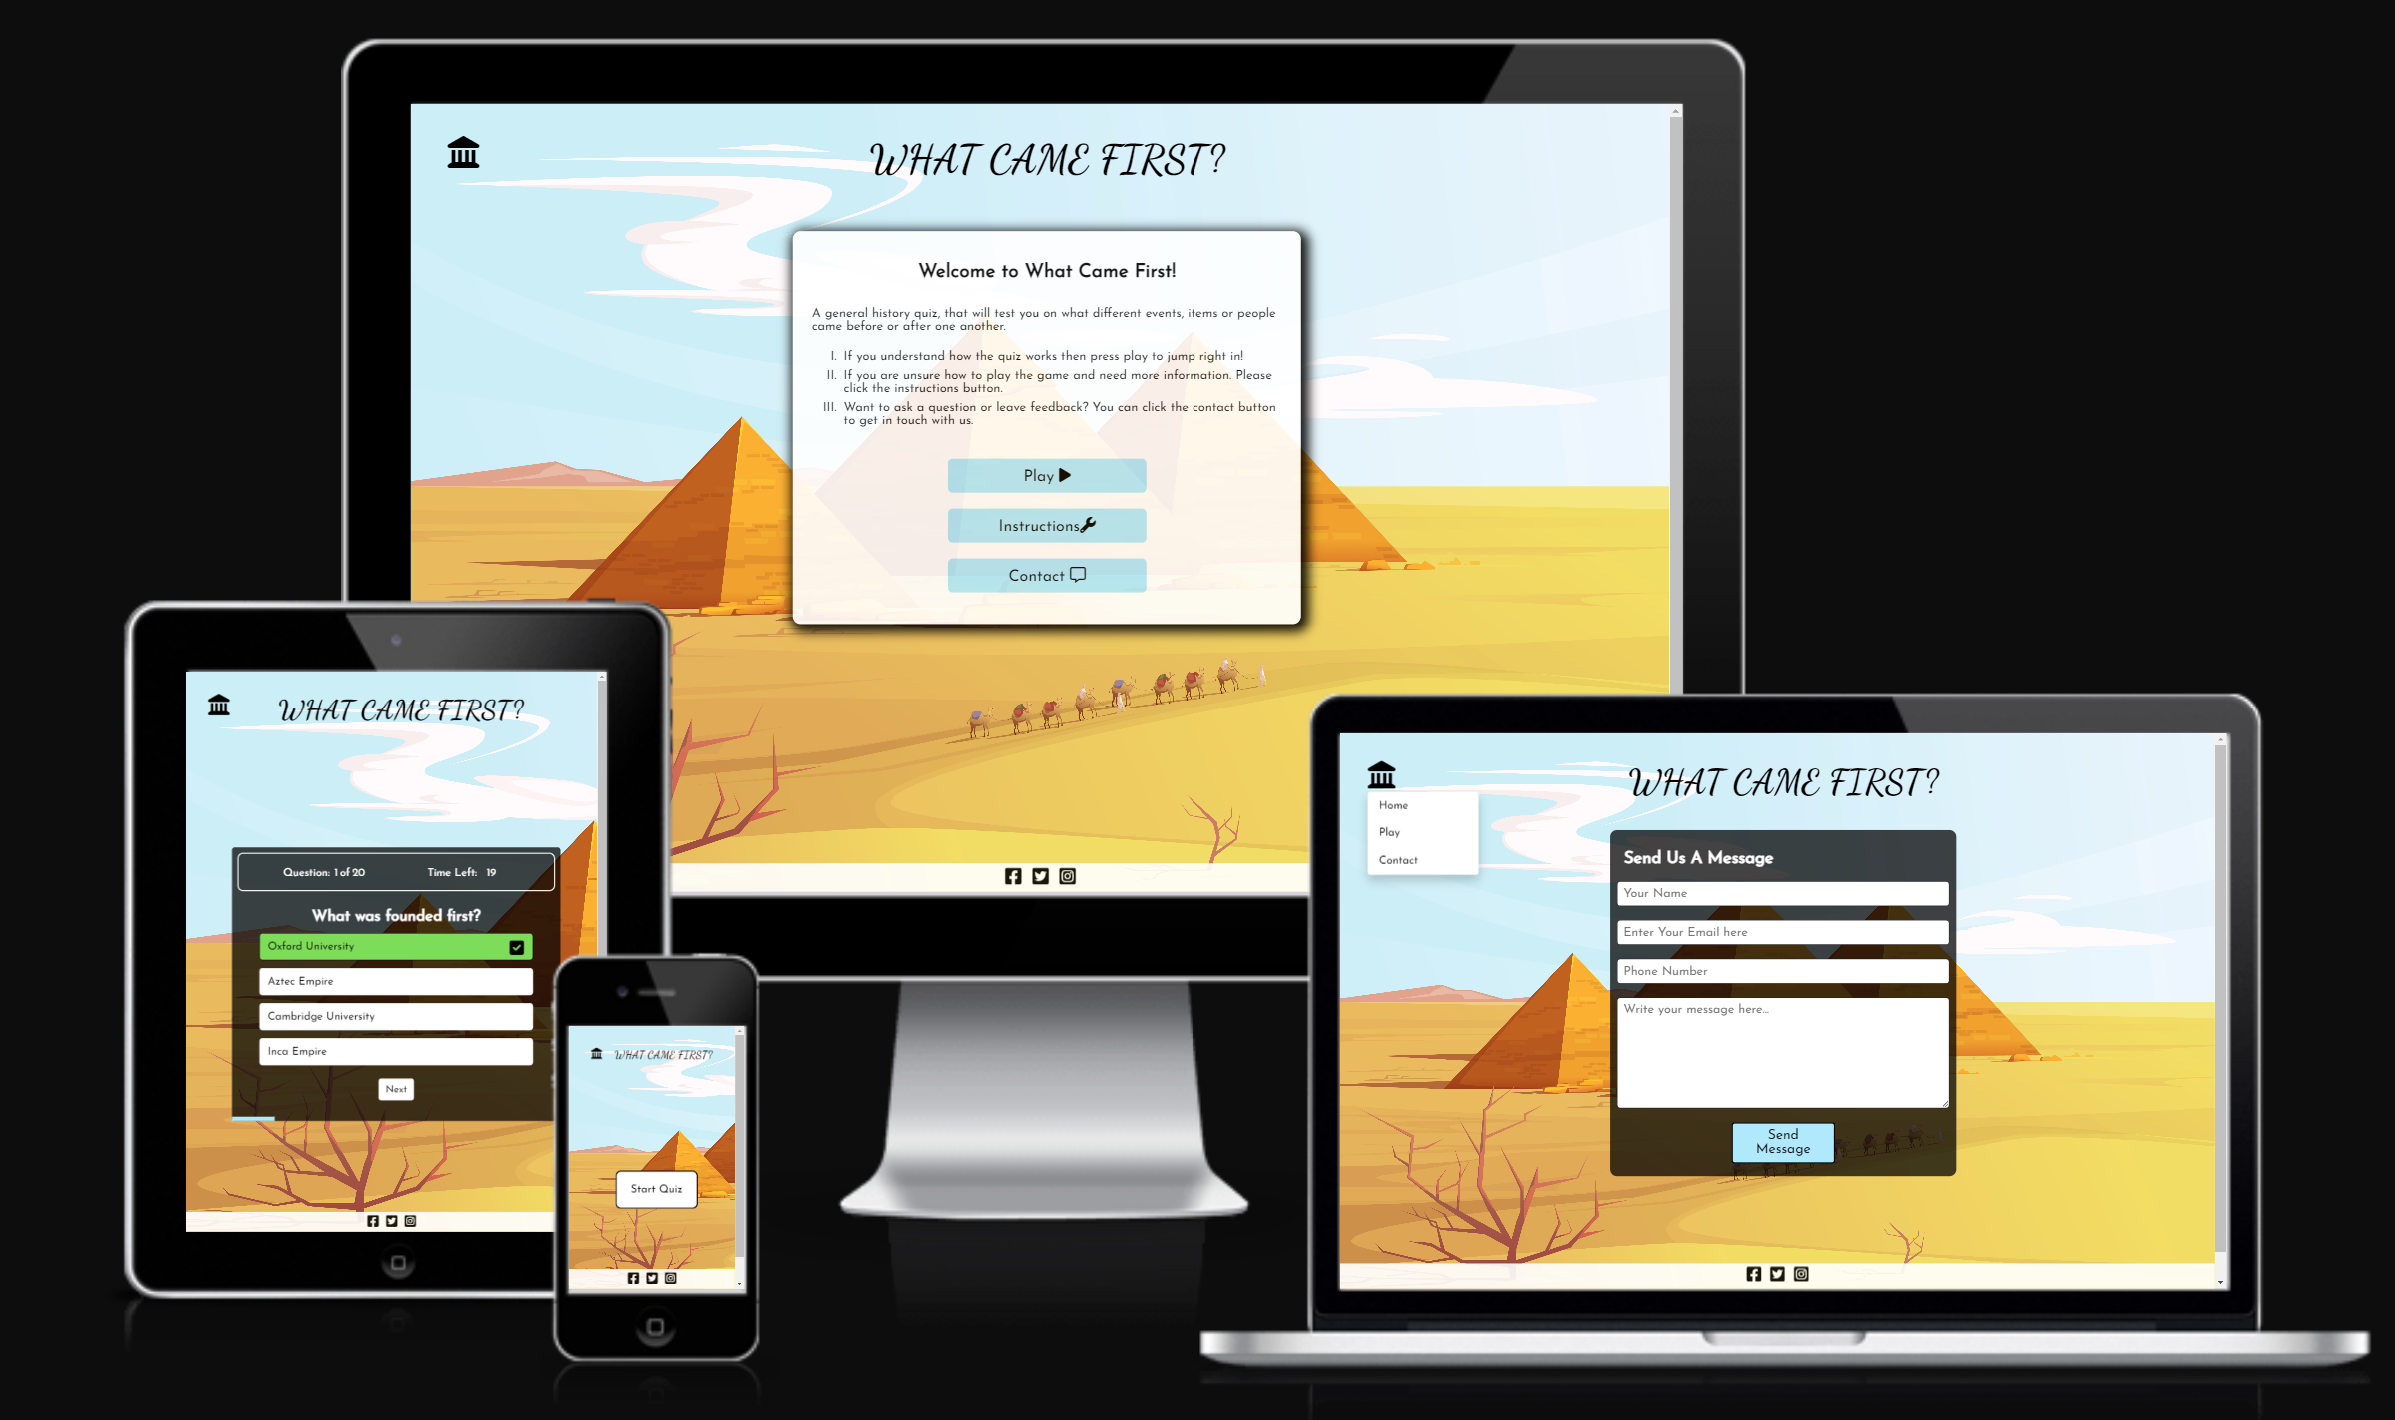 WHAT CAME FIRST?
Welcome to What Came First!
A general history quiz, that will test you on what different events, items or people
came before or after one another.
I. If you understand how the quiz works then press play to jump right in!
II. If you are unsure how to play the game and need more information. Please
click the instructions button.
III. Want to ask a question or leave feedback? You can click the contact button
to get in touch with us.
Play
Instructions
Contact
WHAT CAME FIRST?
Question: 1 of 20 Time Left: 19
What was founded first?
Oxford University
Aztec Empire
Cambridge University
Inca Empire
Next
WHAT CAME FIRST?
Start Quiz
WHAT CAME FIRST?
Home
Play
Contact
Send Us A Message
Your Name
Enter Your Email here
Phone Number
Write your message here...
Send
Message